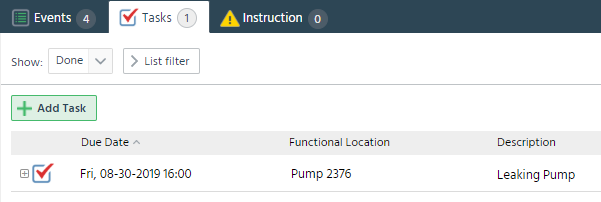 Events 4 Tasks 1 Instruction 0
Show: Done List filter
Add Task
Due Date Functional Location Description
Fri, 08-30-2019 16:00 Pump 2376 Leaking Pump